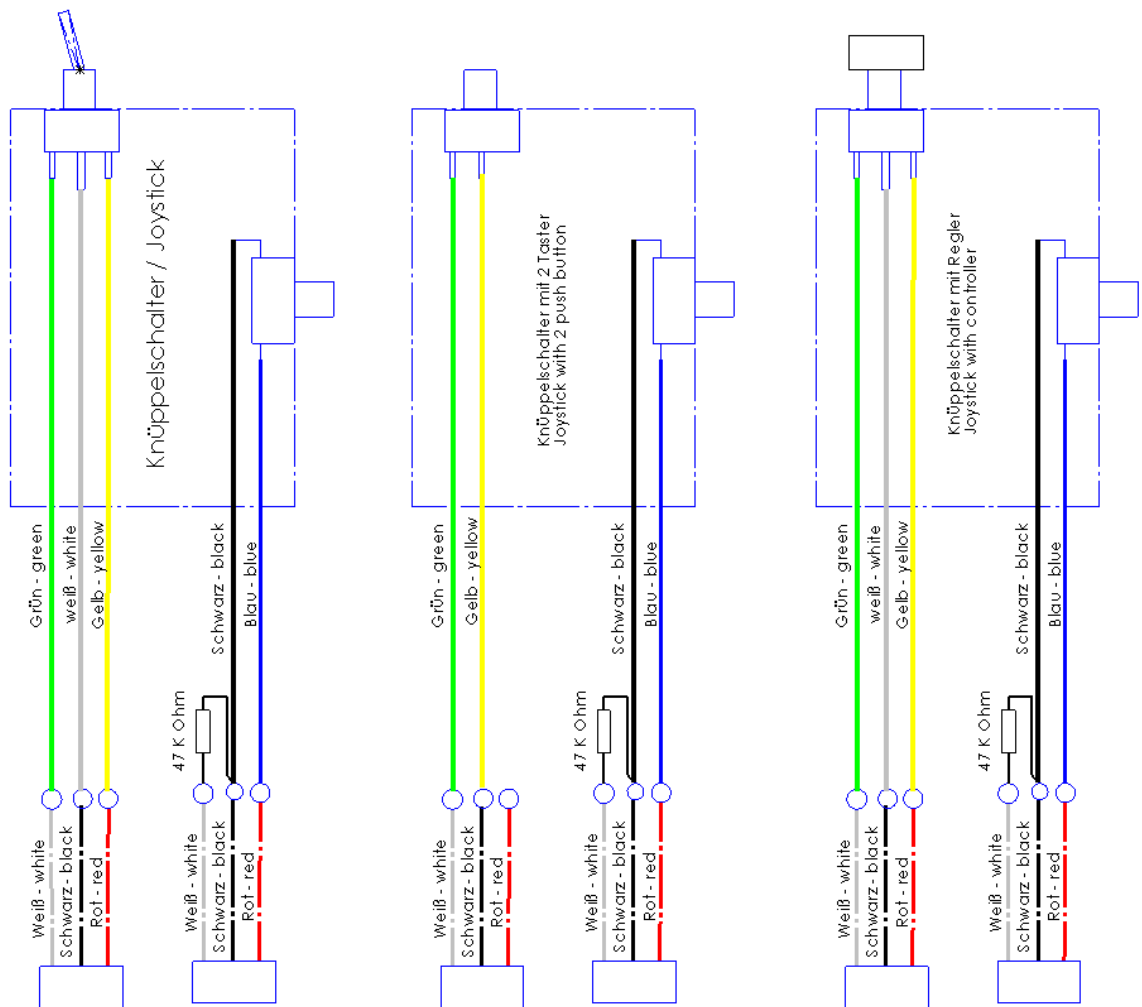 Knüppelschalter / Joystick
Grün - green
weiß - white
Gelb - yellow
Schwarz - black
Blau - blue
47 K Ohm
Weiß - white
Schwarz - black
Rot - red
Weiß - white
Schwarz - black
Rot - red
Knüppelschalter mit 2 Taster
Joystick with 2 push button
Grün - green
Gelb - yellow
Schwarz - black
Blau - blue
47 K Ohm
Weiß - white
Schwarz - black
Rot - red
Weiß - white
Schwarz - black
Rot - red
Knüppelschalter mit Regler
Joystick with controller
Grün - green
weiß - white
Gelb - yellow
Schwarz - black
Blau - blue
47 K Ohm
Weiß - white
Schwarz - black
Rot - red
Weiß - white
Schwarz - black
Rot - red